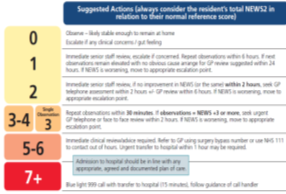 Suggested Actions (always consider the resident's total NEWS2 in
relation to their normal reference score)
0
Observe – likely stable enough to remain at home
Escalate if any clinical concerns / gut feeling
1
Immediate senior staff review, escalate if concerned. Repeat observations within 6 hours. If next
observations remain elevated with no obvious cause arrange for GP review suggested within 24
hours. If NEWS is worsening, move to appropriate escalation point.
2
Immediate senior staff review, if no improvement in NEWS (or the same) within 2 hours, seek GP
telephone assessment within 2 hours +/- GP review within 6 hours. If NEWS is worsening, move to
appropriate escalation point.
3-4
Single
Observation
3
Repeat observations within 30 minutes. If observations = NEWS +3 or more, seek urgent
GP telephone or face to face review within 2 hours. If NEWS is worsening, move to appropriate
escalation point.
5-6
Immediate clinical review/advice required. Refer to GP using surgery bypass number or use NHS 111
to contact out of hours. Urgent transfer to hospital within 1 hour may be required.
Admission to hospital should be in line with any
appropriate, agreed and documented plan of care.
7+
Blue light 999 call with transfer to hospital (15 minutes), follow guidance of call handler